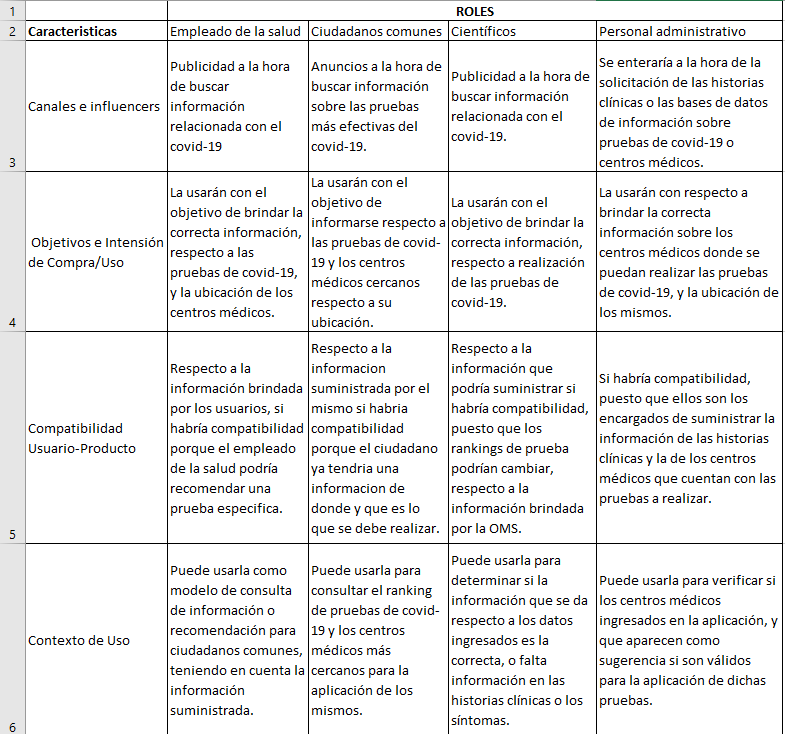 1
ROLES
2
Caracteristicas
Empleado de la salud
Ciudadanos comunes
Científicos
Personal administrativo
3
Canales e influencers
Publicidad a la hora
de buscar
información
relacionada con el
covid-19
Anuncios a la hora de
buscar información
sobre las pruebas
más efectivas del
covid-19.
Publicidad a la hora de
buscar información
relacionada con el
covid-19.
Se enteraría a la hora de la
solicitación de las historias
clínicas o las bases de datos
de información sobre
pruebas de covid-19 o
centros médicos.
4
Objetivos e Intensión
de Compra/Uso
La usarán con el
objetivo de brindar la
correcta información,
respecto a las
pruebas de covid-19,
y la ubicación de los
centros médicos.
La usarán con el
objetivo de
informarse respecto a
las pruebas de covid-
19 y los centros
médicos cercanos
respecto a su
ubicación.
La usarán con el
objetivo de brindar la
correcta información,
respecto a realización
de las pruebas de
covid-19.
La usarán con respecto a
brindar la correcta
información sobre los
centros médicos donde se
puedan realizar las pruebas
de covid-19, y la ubicación de
los mismos.
5
Compatibilidad
Usuario-Producto
Respecto a la
información brindada
por los usuarios, si
habría compatibilidad
porque el empleado
de la salud podría
recomendar una
prueba especifica.
Respecto a la
informacion
suministrada por el
mismo si habria
compatibilidad
porque el ciudadano
ya tendria una
informacion de
donde y que es lo
que se debe realizar.
Respecto a la
información que
podría suministrar si
habría compatibilidad,
puesto que los
rankings de prueba
podrían cambiar,
respecto a la
información brindada
por la OMS.
Si habría compatibilidad,
puesto que ellos son los
encargados de suministrar la
información de las historias
clínicas y la de los centros
médicos que cuentan con las
pruebas a realizar.
6
Contexto de Uso
Puede usarla como
modelo de consulta
de información o
recomendación para
ciudadanos comunes,
teniendo en cuenta la
información
suministrada.
Puede usarla para
consultar el ranking
de pruebas de covid-
19 y los centros
médicos más
cercanos para la
aplicación de los
mismos.
Puede usarla para
determinar si la
información que se da
respecto a los datos
ingresados es la
correcta, o falta
información en las
historias clínicas o los
síntomas.
Puede usarla para verificar si
los centros médicos
ingresados en la aplicación, y
que aparecen como
sugerencia si son válidos
para la aplicación de dichas
pruebas.